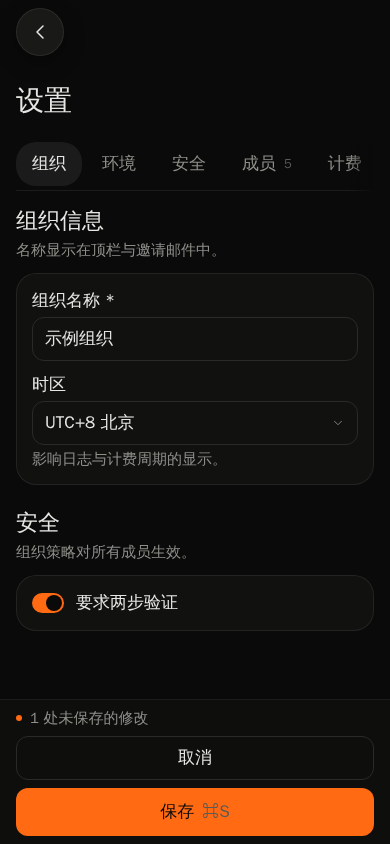 设置
组织 环境 安全 成员 5 计费
组织信息
名称显示在顶栏与邀请邮件中。
组织名称 *
示例组织
时区
UTC+8 北京
影响日志与计费周期的显示。
安全
组织策略对所有成员生效。
要求两步验证
1 处未保存的修改
取消
保存 ⌘S